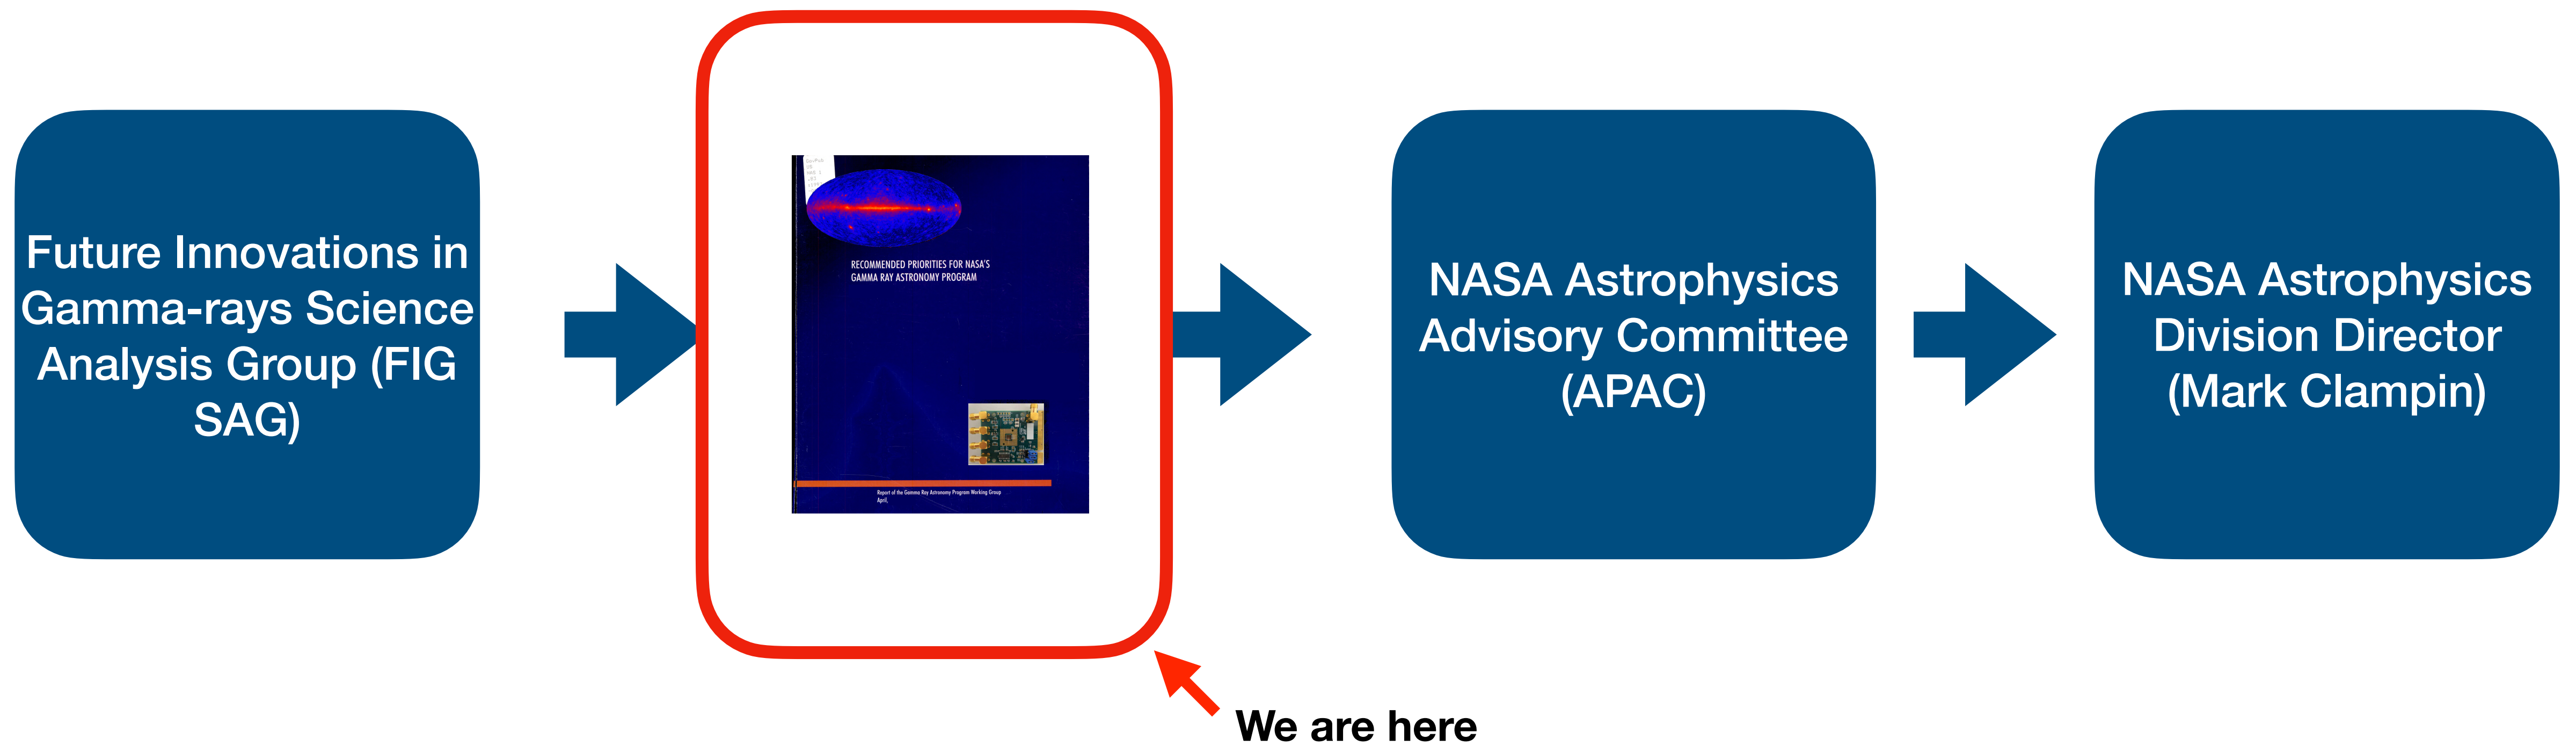 Future Innovations in
Gamma-rays Science
Analysis Group (FIG
SAG)
RECOMMENDED PRIORITIES FOR NASA'S
GAMMA RAY ASTRONOMY PROGRAM
Report of the Gamma Ray Astronomy Program Working Group
April,
NASA Astrophysics
Advisory Committee
(APAC)
NASA Astrophysics
Division Director
(Mark Clampin)
We are here